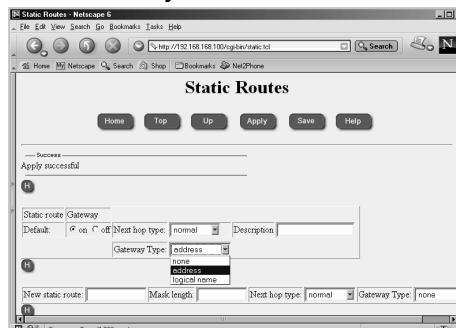 Static Routes - Netscape 6
File Edit View Search Go Bookmarks Tasks Help
http://192.168.168.100/cgi-bin/static.tcl
Search
N
Home My Netscape Search Shop Bookmarks Net2Phone
Static Routes
Home Top Up Apply Save Help
Success
Apply successful
H
Static route Gateway
Default: on off Next hop type: normal Description
Gateway Type: address
none
address
logical name
H
New static route: Mask length: Next hop type: normal Gateway Type: none
H